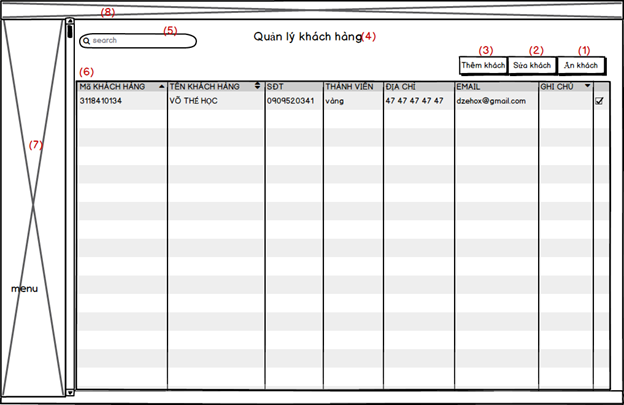 (8)
search (5)
Quản lý khách hàng (4)
(3) (2) (1)
Thêm khách Sửa khách Ẩn khách
(6)
Mã KHÁCH HÀNG TÊN KHÁCH HÀNG SĐT THÀNH VIÊN ĐỊA CHỈ EMAIL GHI CHÚ
3118410134 VÕ THẾ HỌC 0909520341 vàng 47 47 47 47 47 dzehox@gmail.com
(7)
menu